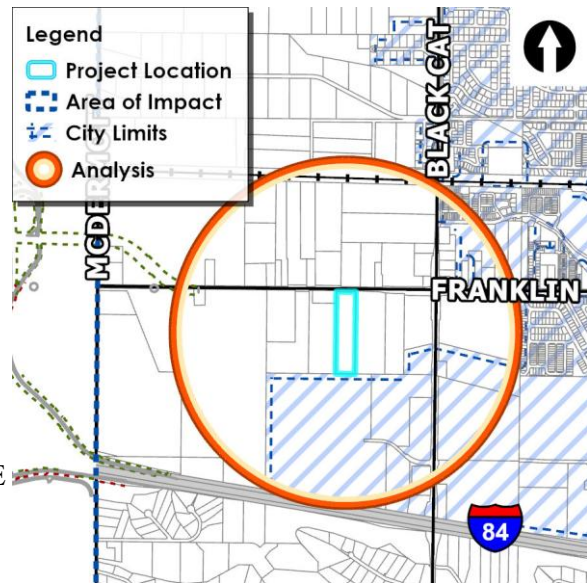 Legend
Project Location
Area of Impact
City Limits
Analysis
MCDERMOTT
BLACK CAT
FRANKLIN
E
84